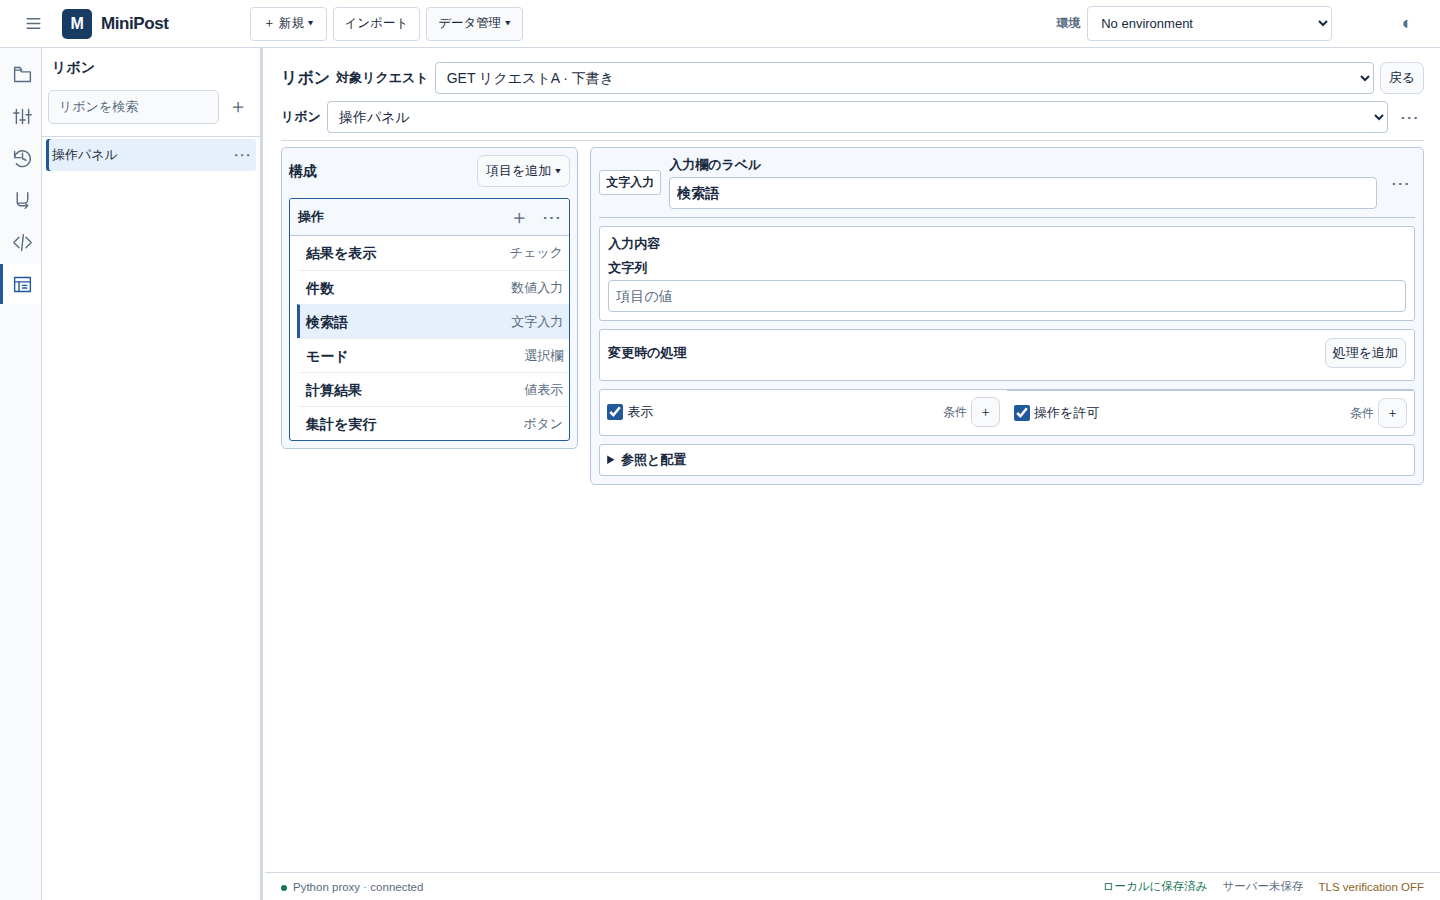 M MiniPost ＋ 新規 ▾ インポート データ管理 ▾ 環境 No environment
リボン
リボンを検索 ＋
操作パネル ···
リボン 対象リクエスト GET リクエストA · 下書き 戻る
リボン 操作パネル ···
構成 項目を追加 ▾
操作 ＋ ···
結果を表示 チェック
件数 数値入力
検索語 文字入力
モード 選択欄
計算結果 値表示
集計を実行 ボタン
文字入力 入力欄のラベル ···
検索語
入力内容
文字列
項目の値
変更時の処理 処理を追加
表示 条件 ＋ 操作を許可 条件 ＋
▶ 参照と配置
Python proxy · connected ローカルに保存済み サーバー未保存 TLS verification OFF